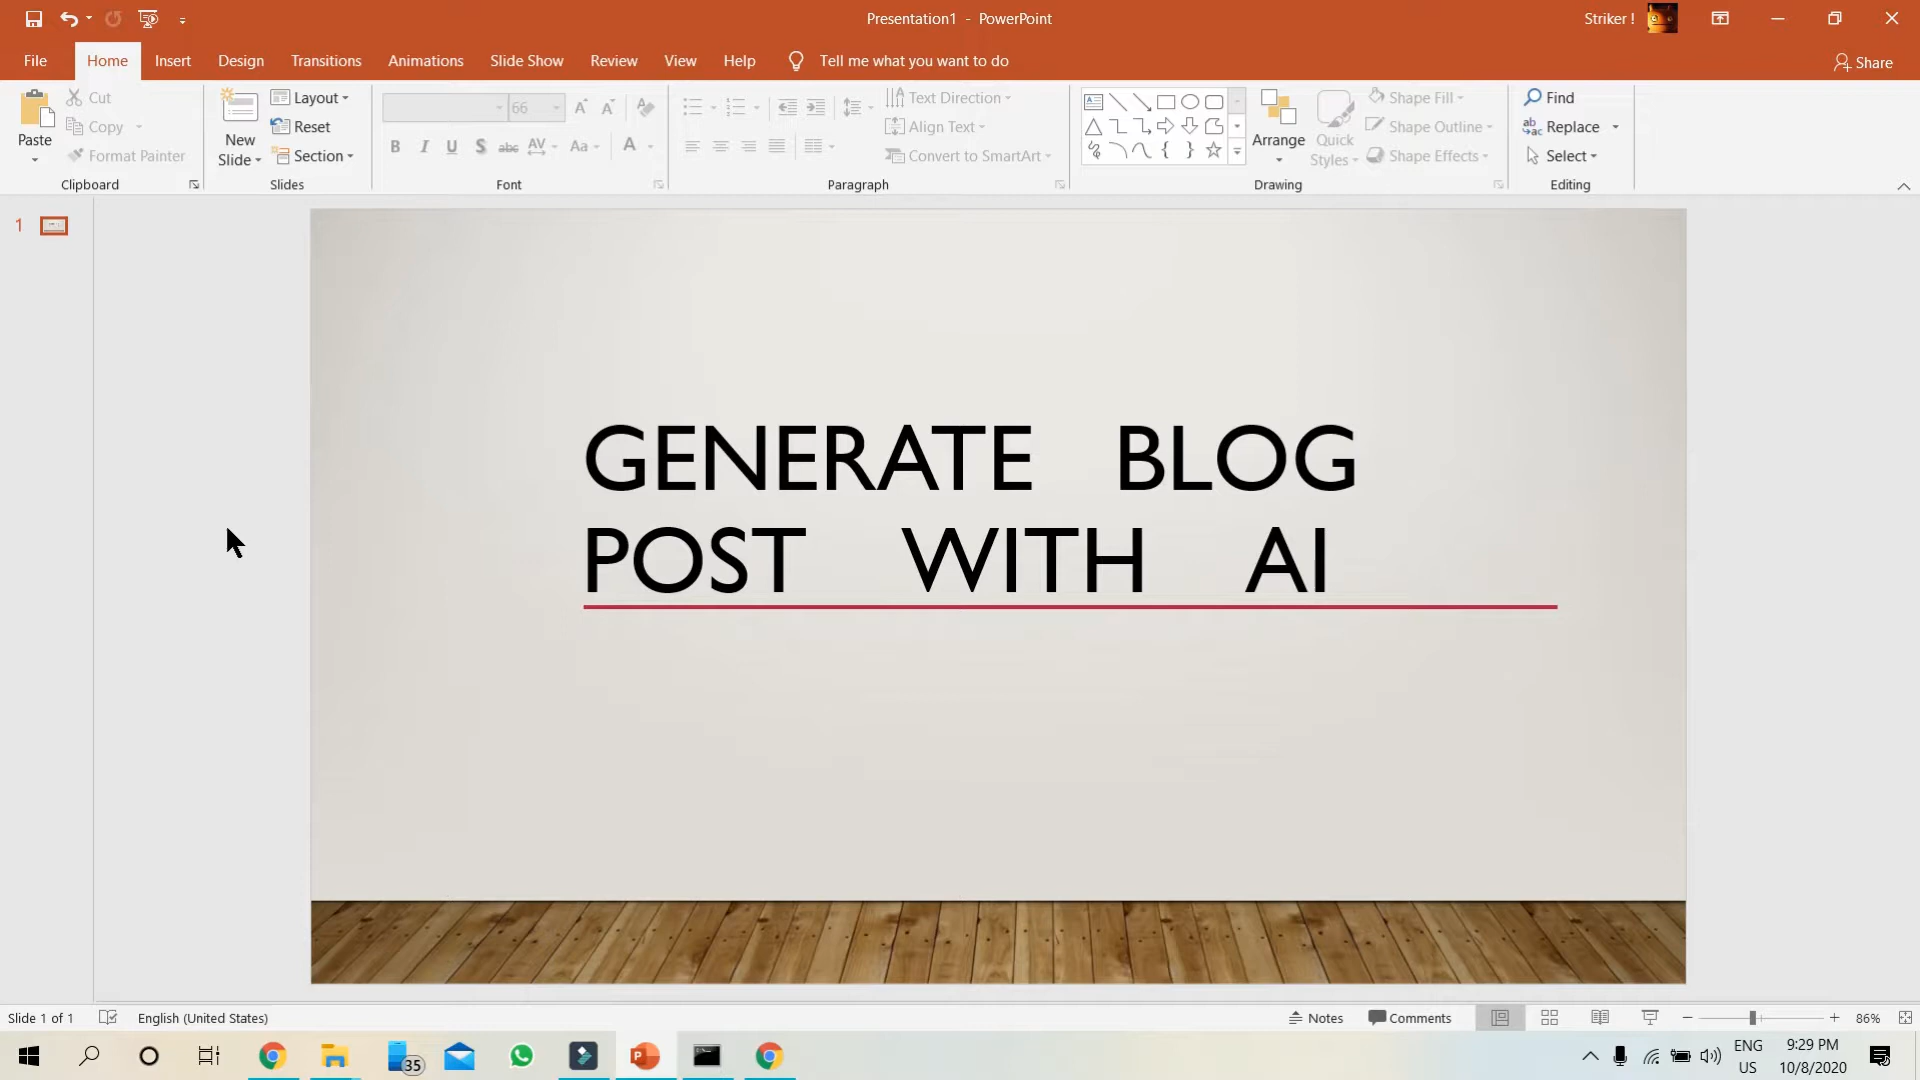 Presentation1 - PowerPoint
Striker !
File Home Insert Design Transitions Animations Slide Show Review View Help Tell me what you want to do
Share
Paste
Cut
Copy
Format Painter
Clipboard
New Slide
Layout
Reset
Section
Slides
66
B I U S abc AV Aa A
Font
Text Direction
Align Text
Convert to SmartArt
Paragraph
Arrange
Quick Styles
Shape Fill
Shape Outline
Shape Effects
Drawing
Find
Replace
Select
Editing
1
GENERATE BLOG
POST WITH AI
Slide 1 of 1
English (United States)
Notes
Comments
86%
35
ENG
US
9:29 PM
10/8/2020